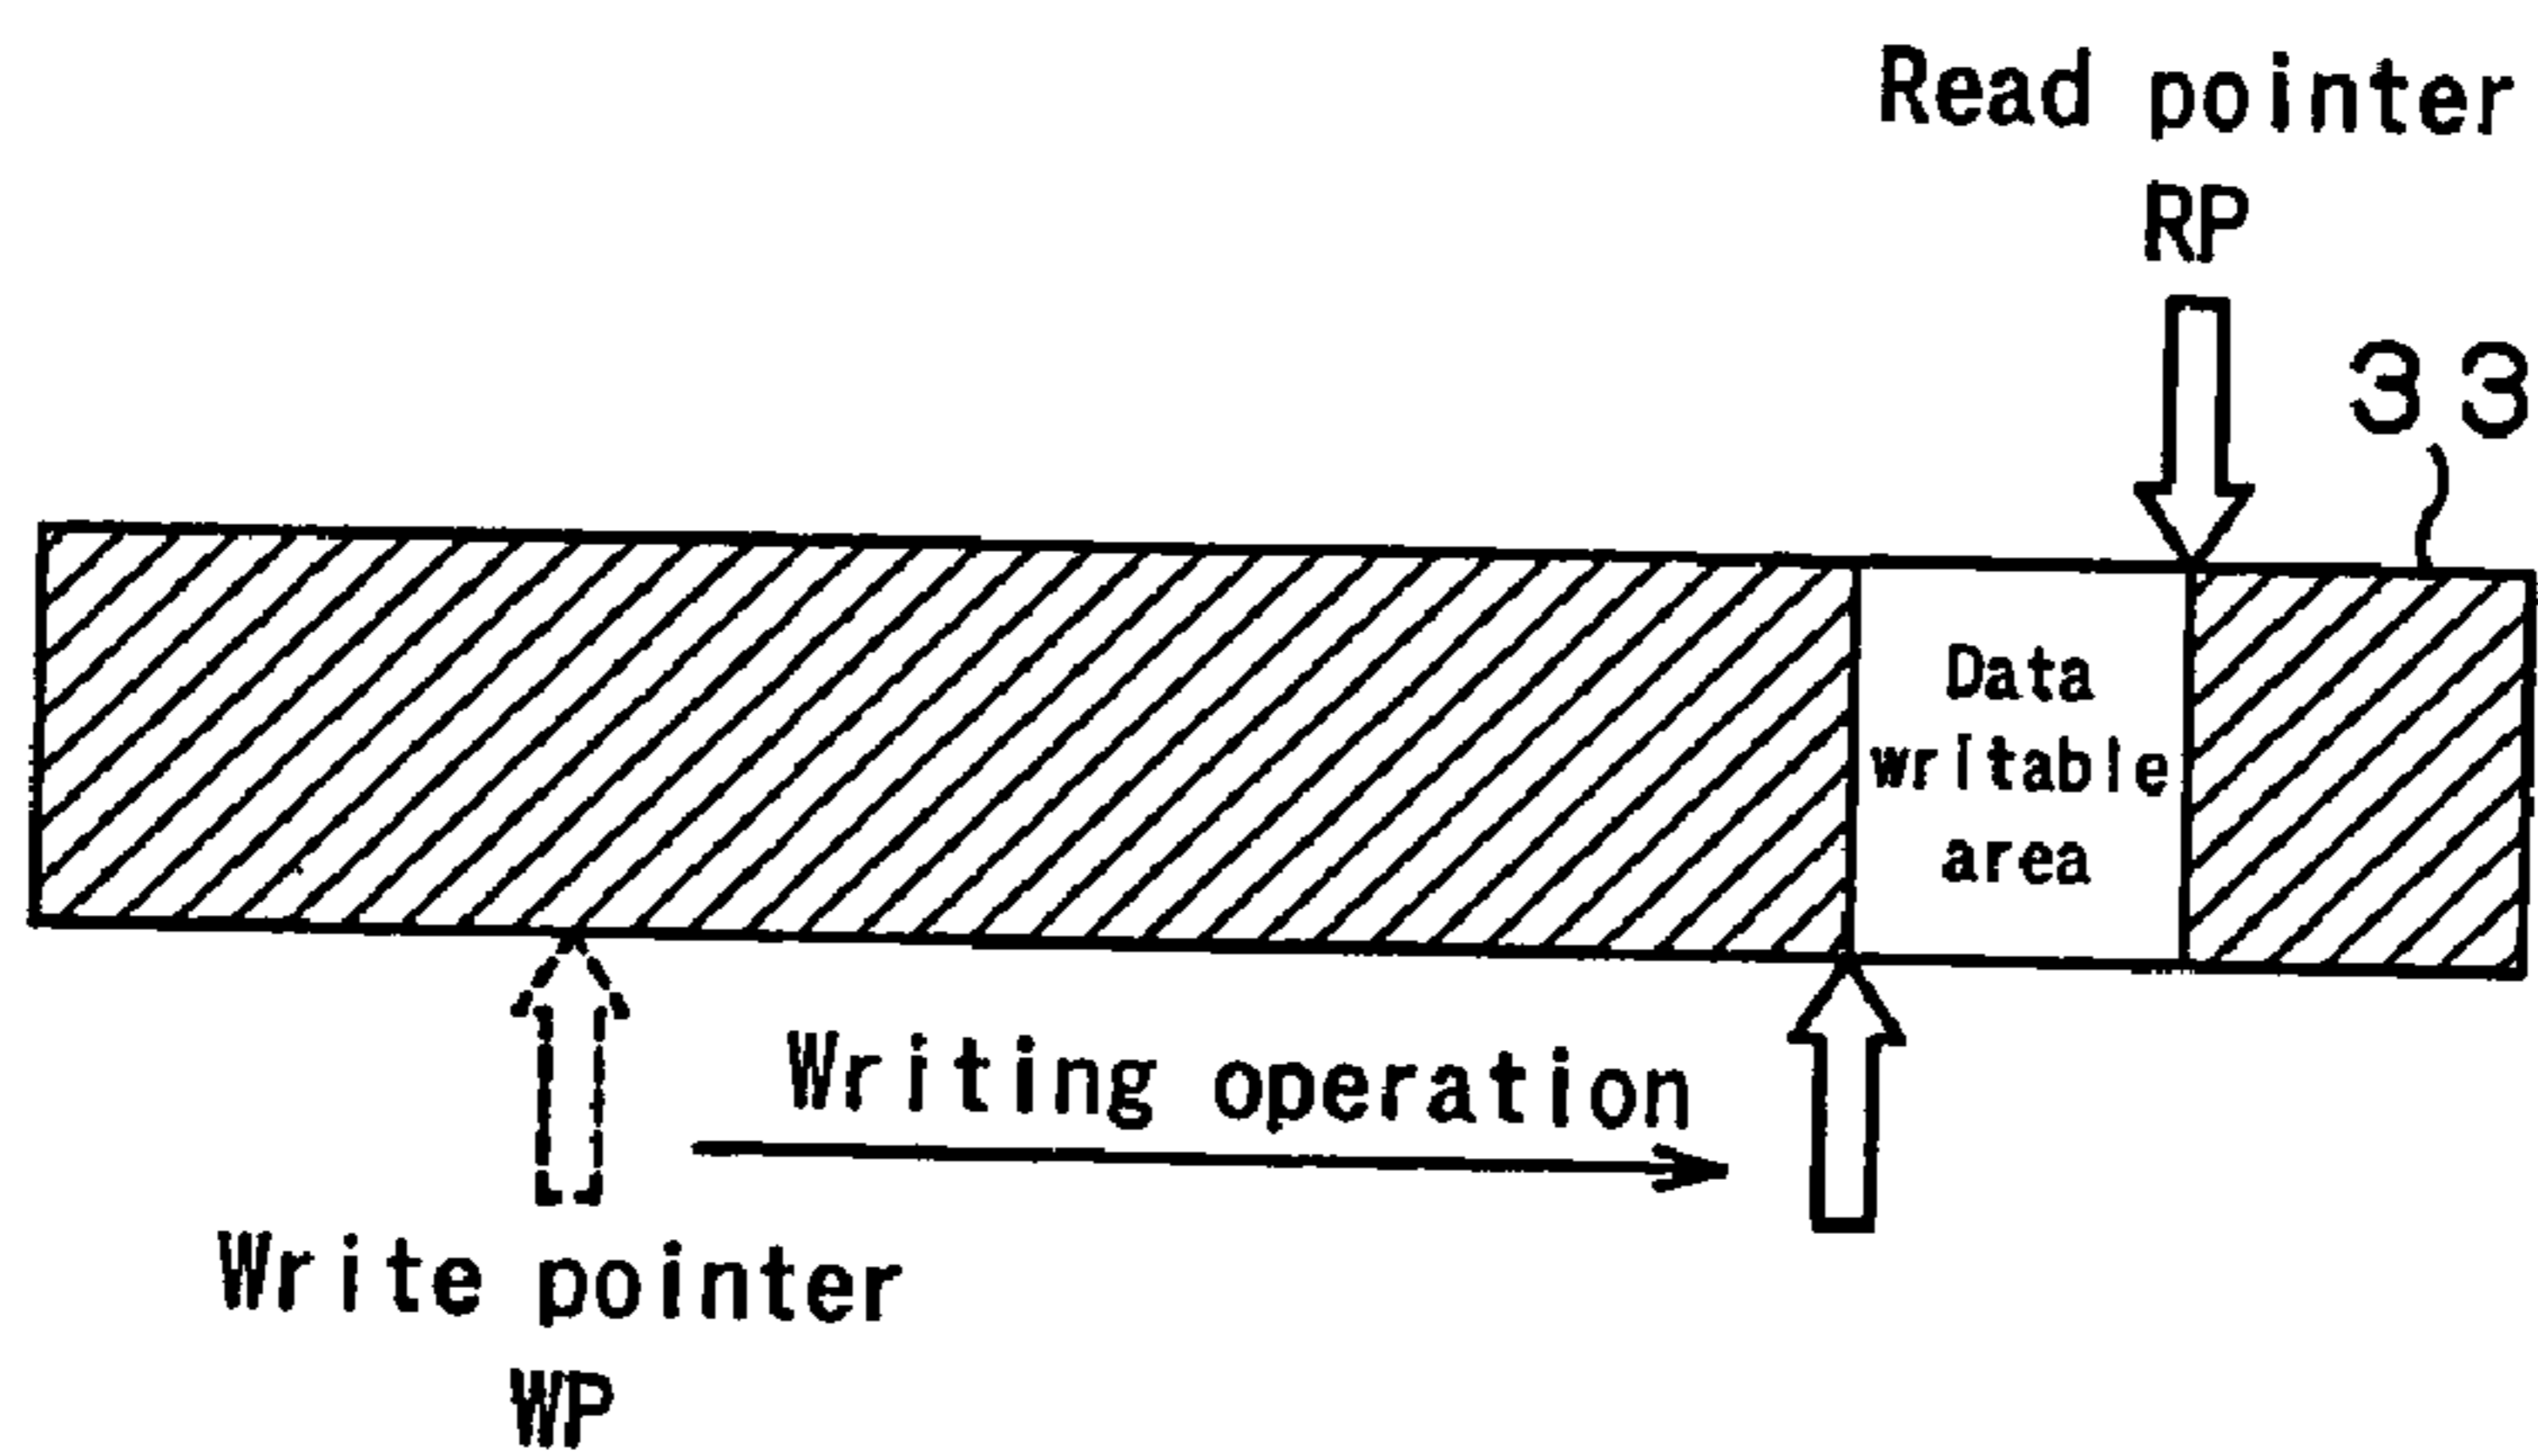 Read pointer
RP
33
Data
writable
area
Writing operation
Write pointer
WP